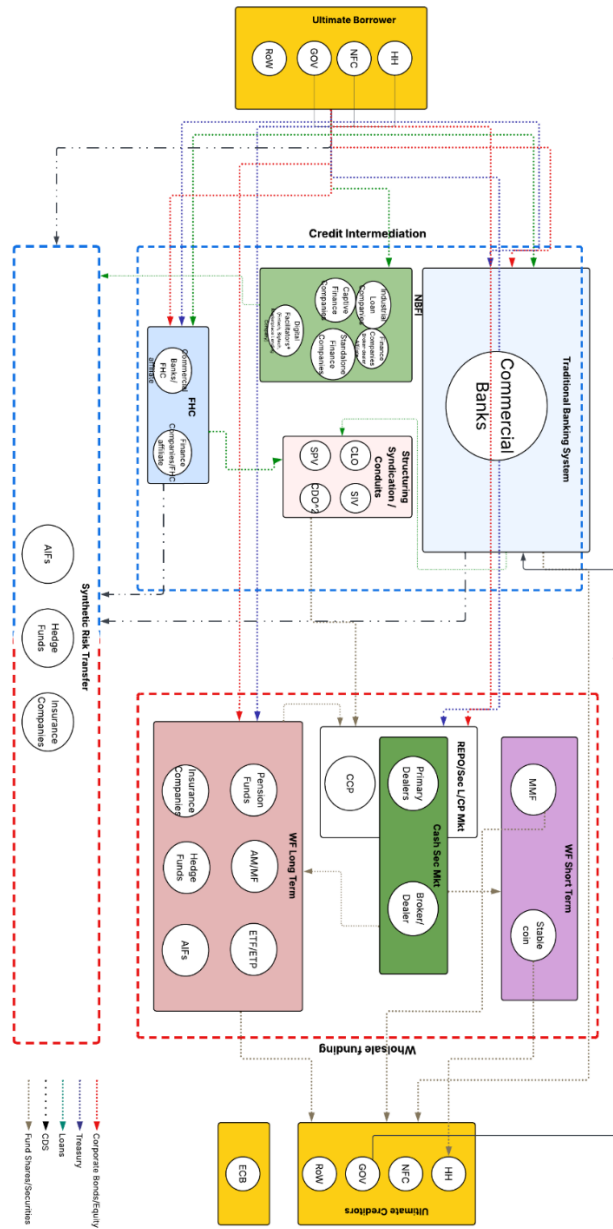 Ultimate Borrower
RoW
GOV
NFC
HH
Credit Intermediation
Traditional Banking System
Commercial
Banks
NBFI
Industrial
Loan
Companies
Captive
Finance
Companies
Finance
Companies
Standalone
Finance
Companies
Digital
Facilitators*
FHC
Commercial
Banks/
FHC
affiliate
Finance
Companies/FHC
affiliate
Structuring
Syndication /
Conduits
SPV
CLO
CDO^2
SIV
Synthetic Risk Transfer
AIFs
Hedge
Funds
Insurance
Companies
Wholsale funding
WF Short Term
MMF
Stable
coin
REPO/Sec L/CP Mkt
CCP
Cash Sec Mkt
Primary
Dealers
Broker/
Dealer
WF Long Term
Insurance
Companies
Pension
Funds
Hedge
Funds
AM/MF
AIFs
ETF/ETP
Ultimate Creditors
RoW
GOV
NFC
HH
ECB
Corporate Bonds/Equity
Treasury
Loans
CDS
Fund Shares/Securities